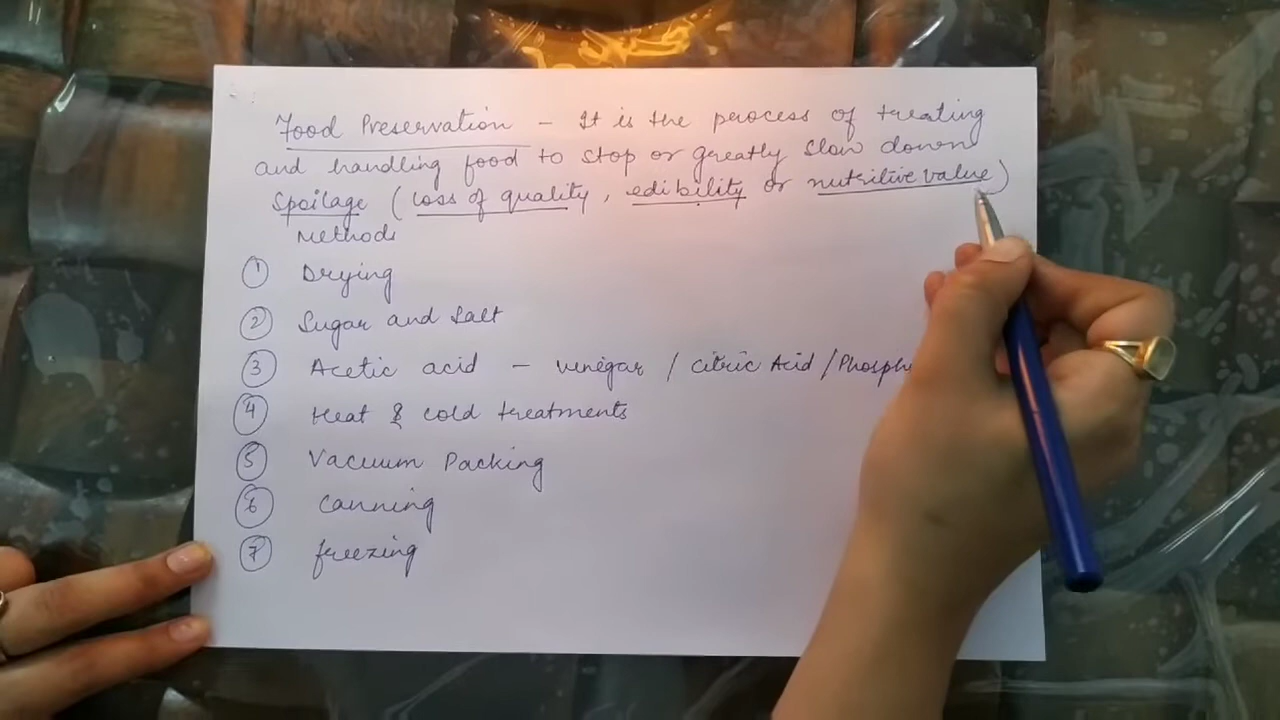 Food Preservation - It is the process of treating
and handling food to stop or greatly slow down
Spoilage (loss of quality, edibility or nutritive value)
Methods
1 Drying
2 Sugar and Salt
3 Acetic acid - venegar / Citric Acid / Phosph
4 Heat & cold treatments
5 Vacuum Packing
6 Canning
7 freezing